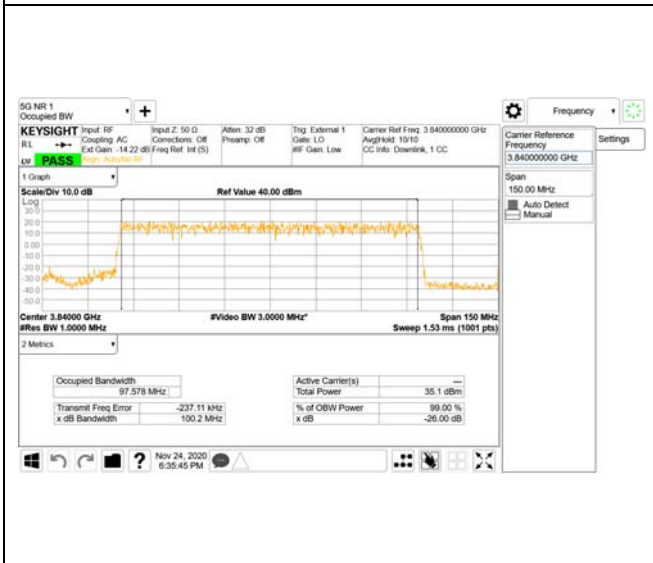 5G NR 1
Occupied BW
+
Frequency
KEYSIGHT
R L
LXI
PASS
Input: RF
Coupling: AC
Ext Gain: -14.22 dB
Align: Auto/No RF
Input Z: 50 Ω
Corrections: Off
Freq Ref: Int (S)
Atten: 32 dB
Preamp: Off
Trig: External 1
Gate: LO
#IF Gain: Low
Carrier Ref Freq: 3.840000000 GHz
Avg|Hold: 10/10
CC Info: Downlink, 1 CC
Carrier Reference
Frequency
3.840000000 GHz
Settings
Span
150.00 MHz
Auto Detect
Manual
1 Graph
Scale/Div 10.0 dB
Ref Value 40.00 dBm
Log
30.0
20.0
10.0
0.00
-10.0
-20.0
-30.0
-40.0
-50.0
Center 3.84000 GHz
#Video BW 3.0000 MHz*
Span 150 MHz
#Res BW 1.0000 MHz
Sweep 1.53 ms (1001 pts)
2 Metrics
Occupied Bandwidth
97.578 MHz
Active Carrier(s)
---
Total Power
35.1 dBm
Transmit Freq Error
-237.11 kHz
% of OBW Power
99.00 %
x dB Bandwidth
100.2 MHz
x dB
-26.00 dB
?
Nov 24, 2020
6:35:45 PM